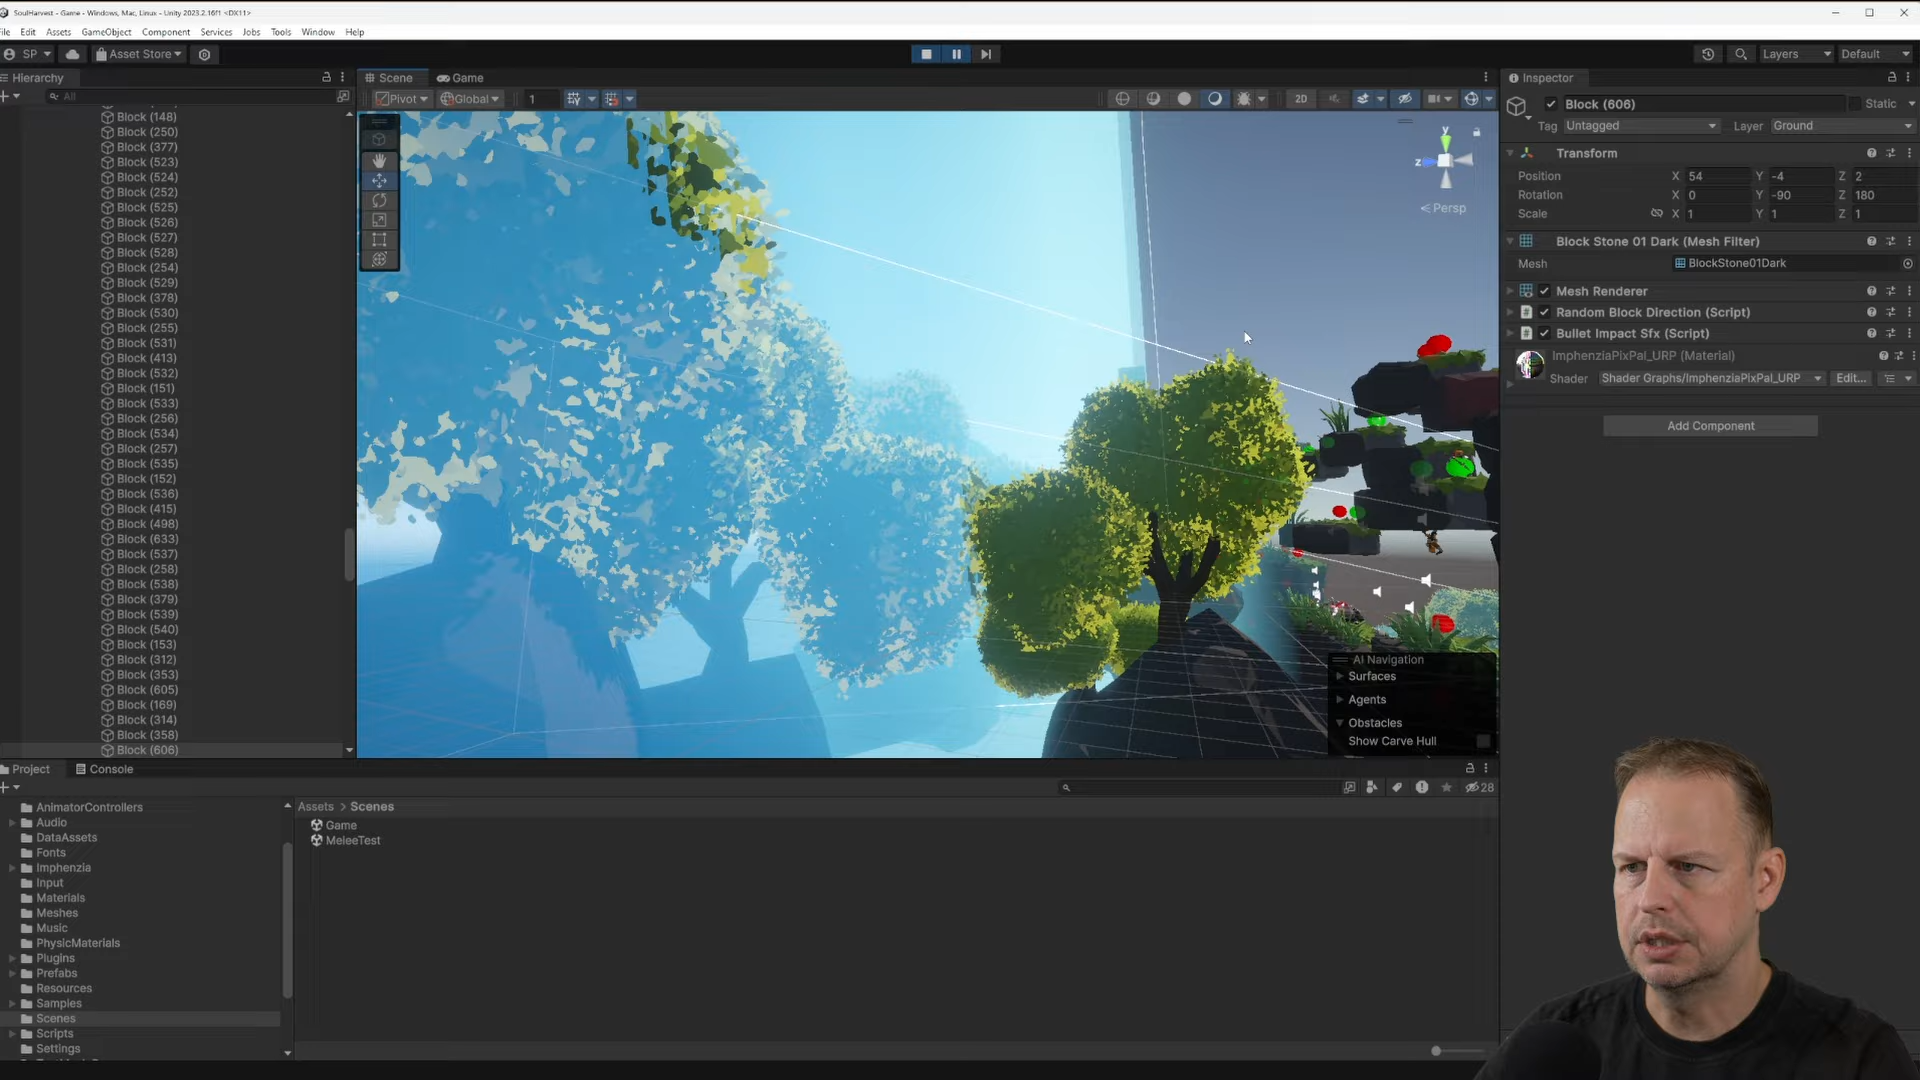 SoulHarvest - Game - Windows, Mac, Linux - Unity 2023.2.16f1 <DX11>
File Edit Assets GameObject Component Services Jobs Tools Window Help
SP Asset Store Layers Default
Hierarchy
All
Block (148)
Block (250)
Block (377)
Block (523)
Block (524)
Block (252)
Block (525)
Block (526)
Block (527)
Block (528)
Block (254)
Block (529)
Block (378)
Block (530)
Block (255)
Block (531)
Block (413)
Block (532)
Block (151)
Block (533)
Block (256)
Block (534)
Block (257)
Block (535)
Block (152)
Block (536)
Block (415)
Block (498)
Block (633)
Block (537)
Block (258)
Block (538)
Block (379)
Block (539)
Block (540)
Block (153)
Block (312)
Block (353)
Block (605)
Block (169)
Block (314)
Block (358)
Block (606)
Scene Game
Pivot Global 1 2D
y
z
< Persp
AI Navigation
Surfaces
Agents
Obstacles
Show Carve Hull
Inspector
Block (606) Static
Tag Untagged Layer Ground
Transform
Position X 54 Y -4 Z 2
Rotation X 0 Y -90 Z 180
Scale X 1 Y 1 Z 1
Block Stone 01 Dark (Mesh Filter)
Mesh BlockStone01Dark
Mesh Renderer
Random Block Direction (Script)
Bullet Impact Sfx (Script)
ImphenziaPixPal_URP (Material)
Shader Shader Graphs/ImphenziaPixPal_URP Edit...
Add Component
Project Console
28
AnimatorControllers
Audio
DataAssets
Fonts
Imphenzia
Input
Materials
Meshes
Music
PhysicMaterials
Plugins
Prefabs
Resources
Samples
Scenes
Scripts
Settings
Assets > Scenes
Game
MeleeTest